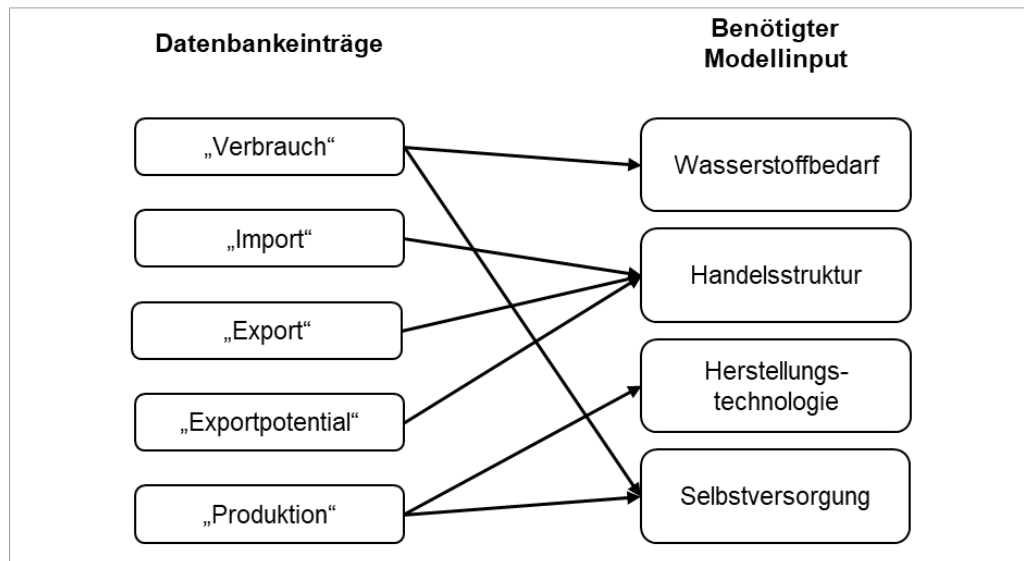 Datenbankeinträge
Benötigter
Modellinput
„Verbrauch“
„Import“
„Export“
„Exportpotential“
„Produktion“
Wasserstoffbedarf
Handelsstruktur
Herstellungs-
technologie
Selbstversorgung